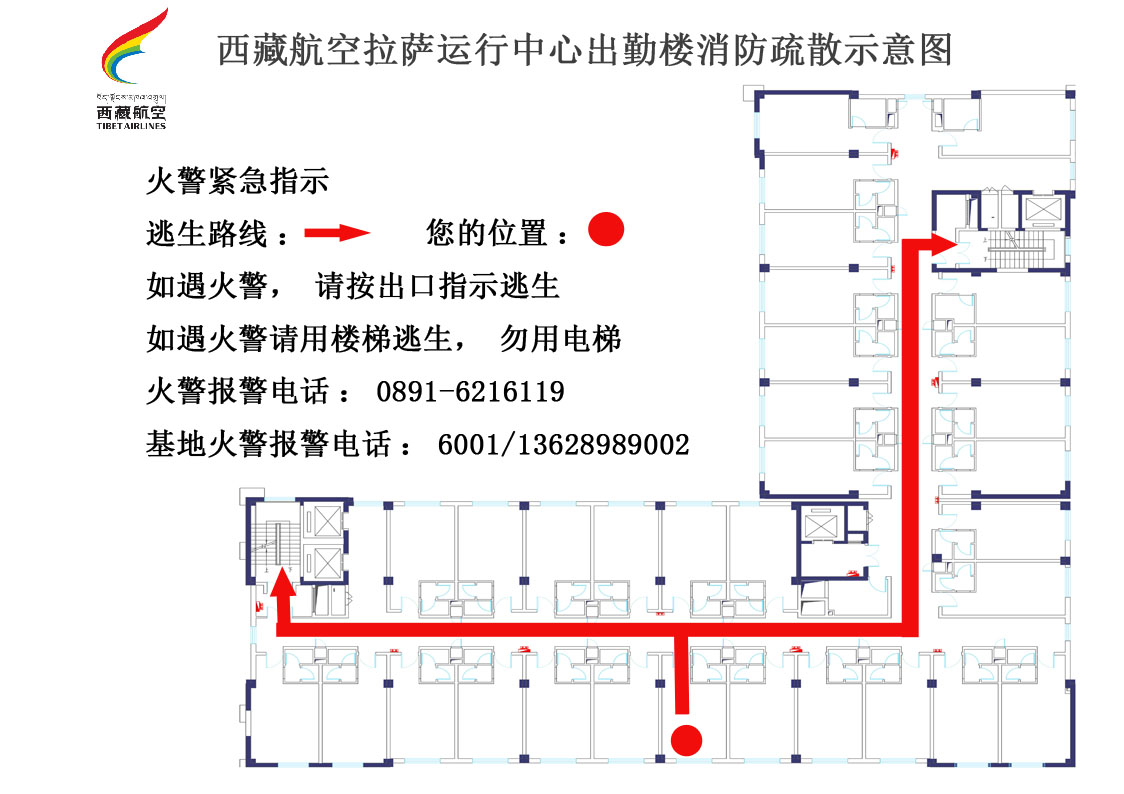 西藏航空拉萨运行中心出勤楼消防疏散示意图
西藏航空
TIBET AIRLINES
火警紧急指示
逃生路线： 您的位置：
如遇火警， 请按出口指示逃生
如遇火警请用楼梯逃生， 勿用电梯
火警报警电话： 0891-6216119
基地火警报警电话： 6001/13628989002
上
下
上
下